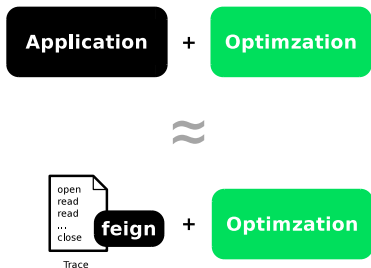 Application + Optimzation
≈
open
read
read
...
close
feign + Optimzation
Trace